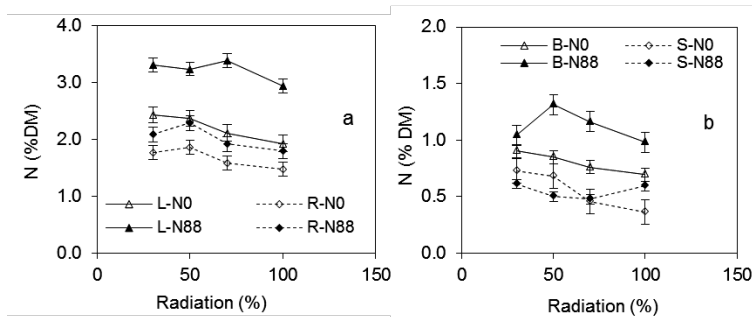 4.0
3.0
2.0
1.0
0.0
N (%DM)
a
L-N0
R-N0
L-N88
R-N88
0
50
100
150
Radiation (%)
2.0
1.5
1.0
0.5
0.0
N (% DM)
B-N0
S-N0
B-N88
S-N88
b
0
50
100
150
Radiation (%)